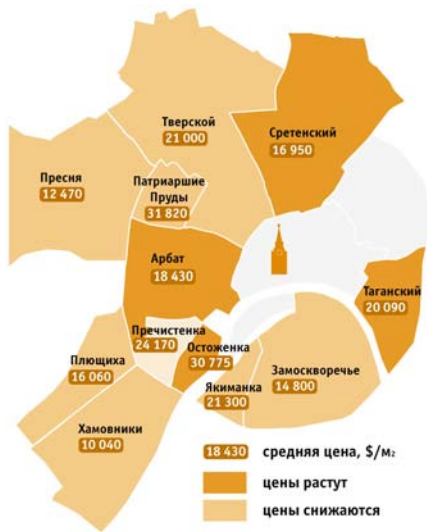 Тверской
21 000
Сретенский
16 950
Пресня
12 470
Патриаршие
Пруды
31 820
Арбат
18 430
Таганский
20 090
Пречистенка
24 170
Остоженка
30 775
Плющиха
16 060
Замоскворечье
14 800
Якиманка
21 300
Хамовники
10 040
18 430 средняя цена, $/м₂
цены растут
цены снижаются